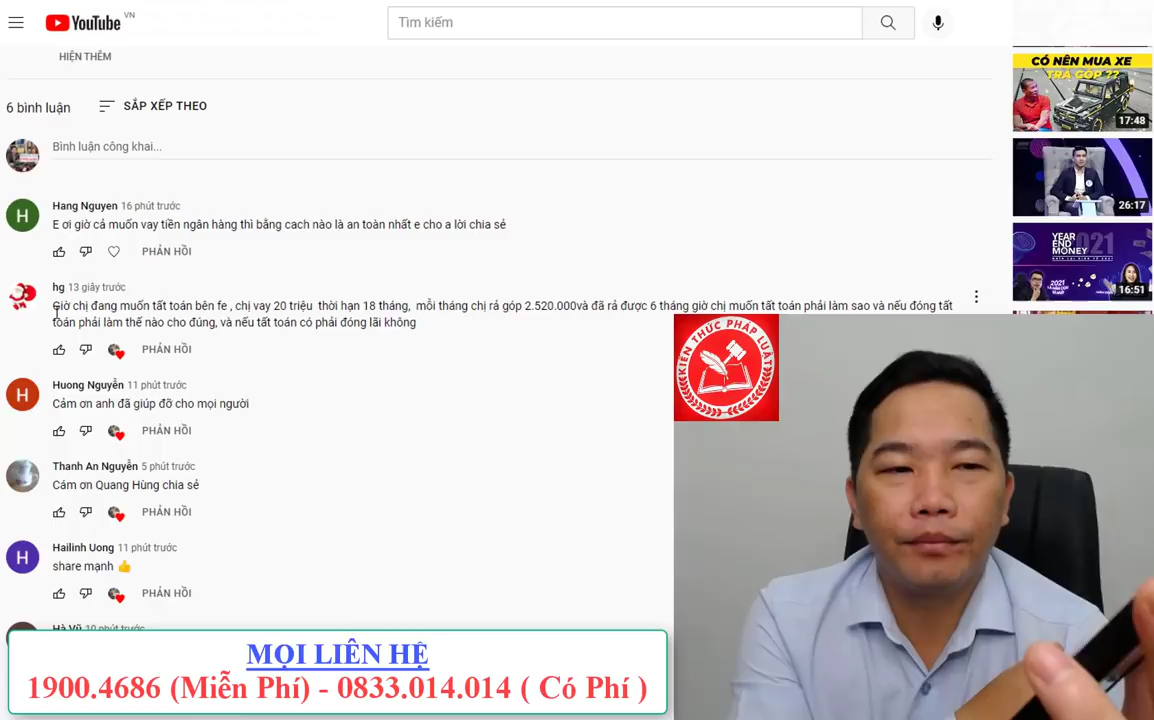 YouTube VN
Tìm kiếm
HIỆN THÊM
6 bình luận
SẮP XẾP THEO
Bình luận công khai...
Hang Nguyen 16 phút trước
E ơi giờ cả muốn vay tiền ngân hàng thì bằng cach nào là an toàn nhất e cho a lời chia sẻ
PHẢN HỒI
hg 13 giây trước
Giờ chị đang muốn tất toán bên fe , chị vay 20 triệu thời hạn 18 tháng, mỗi tháng chị rả góp 2.520.000và đã rả được 6 tháng giờ chị muốn tất toán phải làm sao và nếu đóng tất
toán phải làm thế nào cho đúng, và nếu tất toán có phải đóng lãi không
PHẢN HỒI
Huong Nguyễn 11 phút trước
Cảm ơn anh đã giúp đỡ cho mọi người
PHẢN HỒI
Thanh An Nguyễn 5 phút trước
Cám ơn Quang Hùng chia sẻ
PHẢN HỒI
Hailinh Uong 11 phút trước
share mạnh 👍
PHẢN HỒI
Hà Vũ 10 phút trước
MỌI LIÊN HỆ
1900.4686 (Miễn Phí) - 0833.014.014 ( Có Phí )
CÓ NÊN MUA XE
TRẢ GÓP ??
17:48
26:17
YEAR
END
MONEY
2021
16:51
KIẾN THỨC PHÁP LUẬT